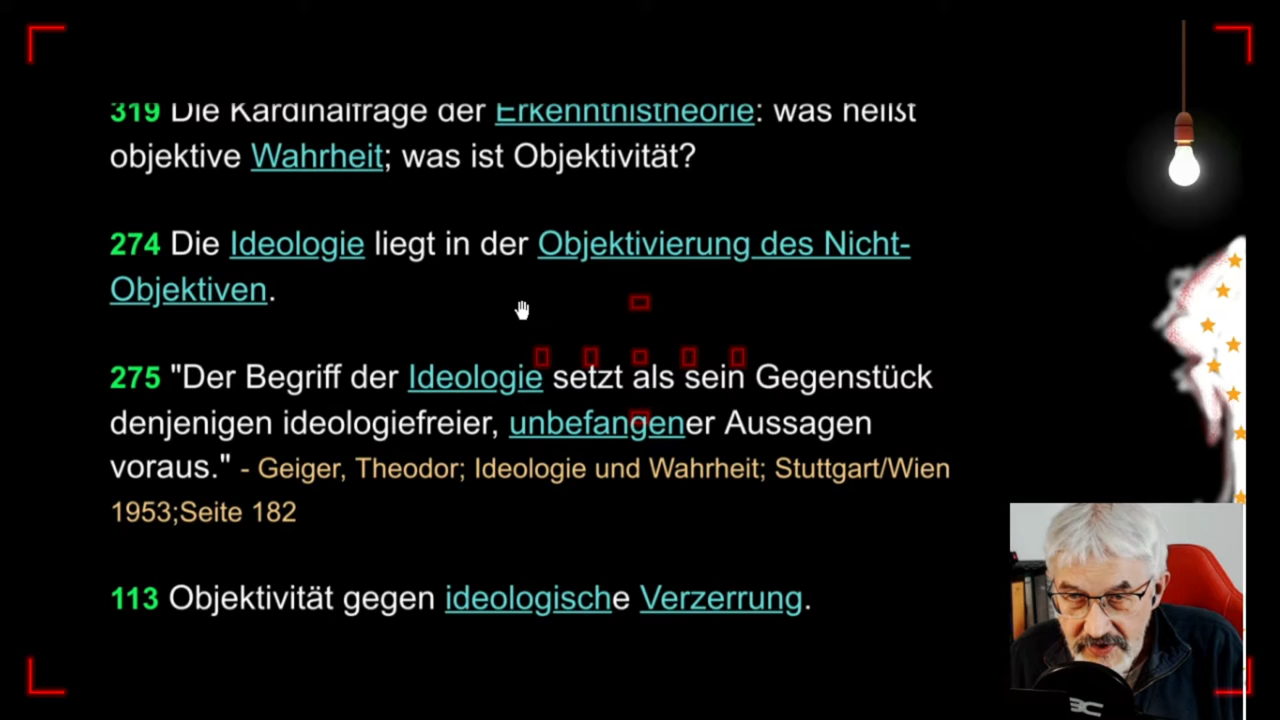 319 Die Kardinalfrage der Erkenntnistheorie: was heißt
objektive Wahrheit; was ist Objektivität?
274 Die Ideologie liegt in der Objektivierung des Nicht-
Objektiven.
275 "Der Begriff der Ideologie setzt als sein Gegenstück
denjenigen ideologiefreier, unbefangener Aussagen
voraus." - Geiger, Theodor; Ideologie und Wahrheit; Stuttgart/Wien
1953;Seite 182
113 Objektivität gegen ideologische Verzerrung.